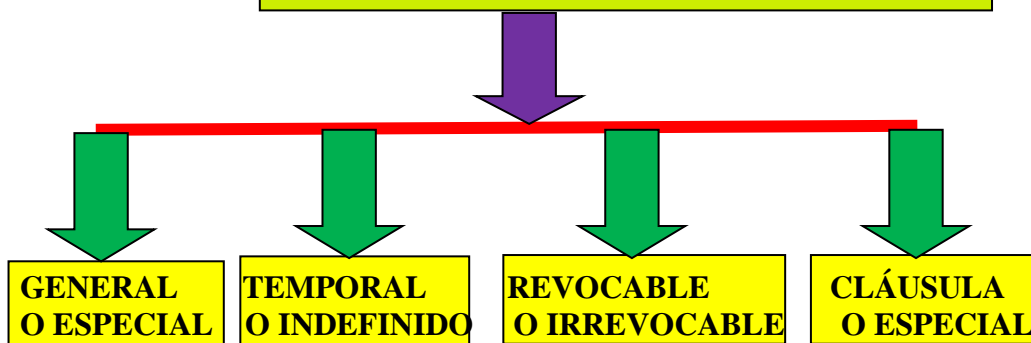 GENERAL
O ESPECIAL
TEMPORAL
O INDEFINIDO
REVOCABLE
O IRREVOCABLE
CLÁUSULA
O ESPECIAL